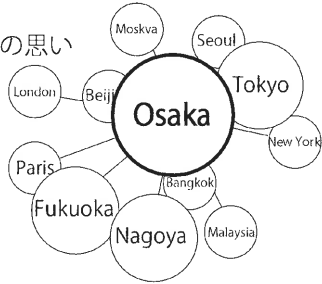 の思い
Moskva
Seoul
Tokyo
London
Beiji
Osaka
New York
Paris
Bangkok
Fukuoka
Nagoya
Malaysia